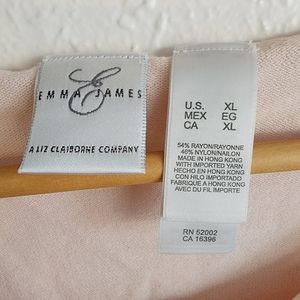 E
EMMA JAMES
A LIZ CLAIBORNE COMPANY
U.S. XL
MEX EG
CA XL
54% RAYON/RAYONNE
46% NYLON/NAILON
MADE IN HONG KONG
WITH IMPORTED YARN
HECHO EN HONG KONG
CON HILO IMPORTADO
FABRIQUE A HONG KONG
AVEC DU FIL IMPORTE
RN 52002
CA 16396